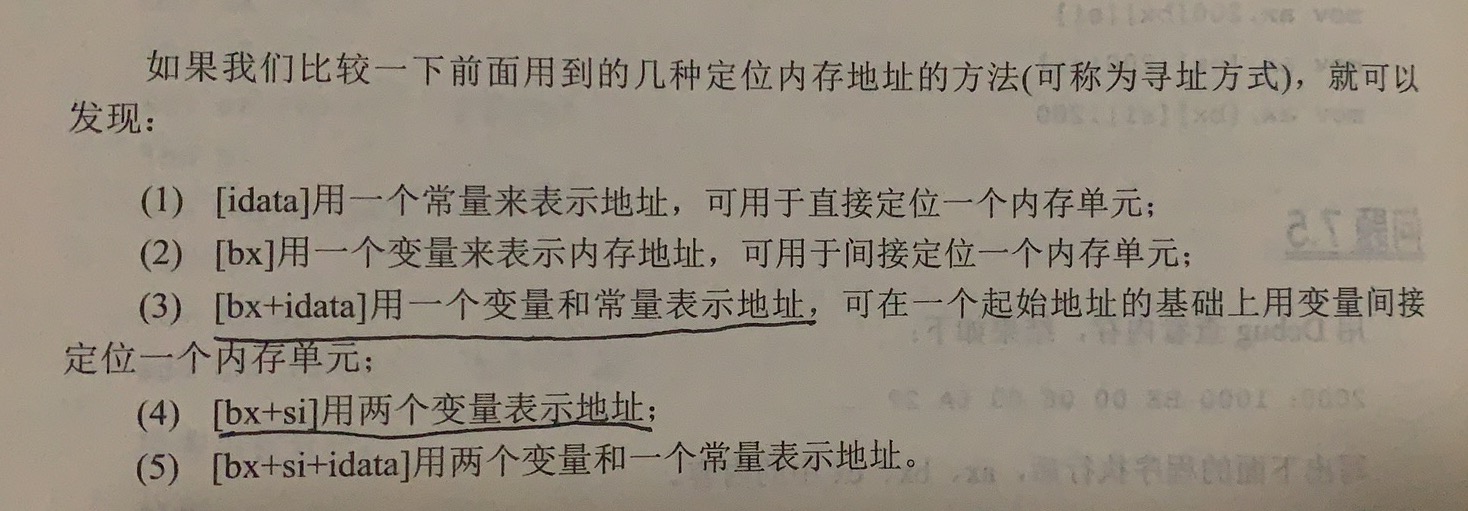 如果我们比较一下前面用到的几种定位内存地址的方法(可称为寻址方式)，就可以
发现：
(1) [idata]用一个常量来表示地址，可用于直接定位一个内存单元；
(2) [bx]用一个变量来表示内存地址，可用于间接定位一个内存单元；
(3) [bx+idata]用一个变量和常量表示地址，可在一个起始地址的基础上用变量间接
定位一个内存单元；
(4) [bx+si]用两个变量表示地址；
(5) [bx+si+idata]用两个变量和一个常量表示地址。
问题 7.5